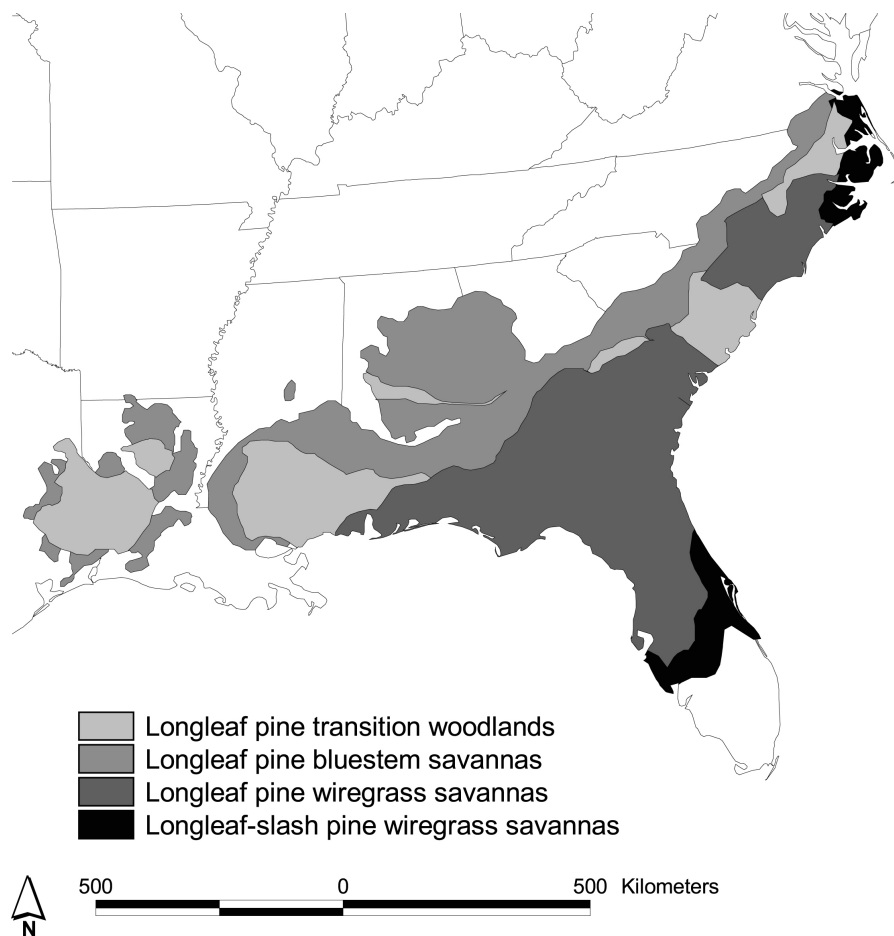 Longleaf pine transition woodlands
Longleaf pine bluestem savannas
Longleaf pine wiregrass savannas
Longleaf-slash pine wiregrass savannas
500 0 500 Kilometers
N